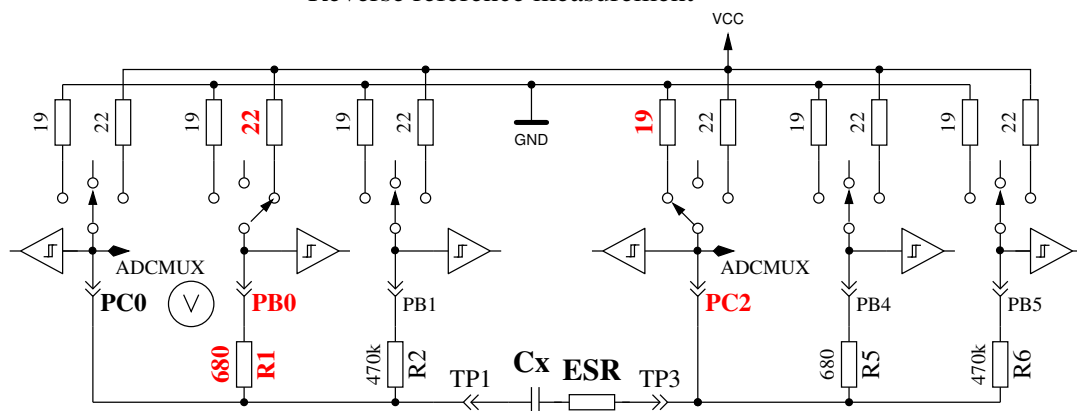 Reverse reference measurement
VCC
19 22 19 22 19 22 GND 19 22 19 22 19 22
ADCMUX ADCMUX
PC0 V PB0 PB1 PC2 PB4 PB5
680 R1 470k R2 680 R5 470k R6
TP1 Cx ESR TP3